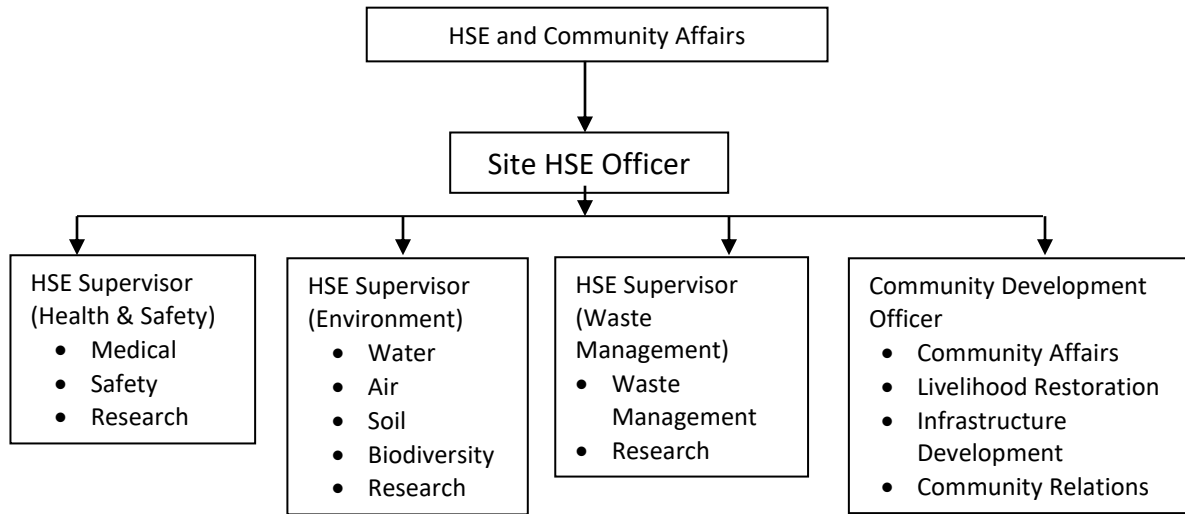 HSE and Community Affairs
Site HSE Officer
HSE Supervisor
(Health & Safety)
• Medical
• Safety
• Research
HSE Supervisor
(Environment)
• Water
• Air
• Soil
• Biodiversity
• Research
HSE Supervisor
(Waste
Management)
• Waste
Management
• Research
Community Development
Officer
• Community Affairs
• Livelihood Restoration
• Infrastructure
Development
• Community Relations